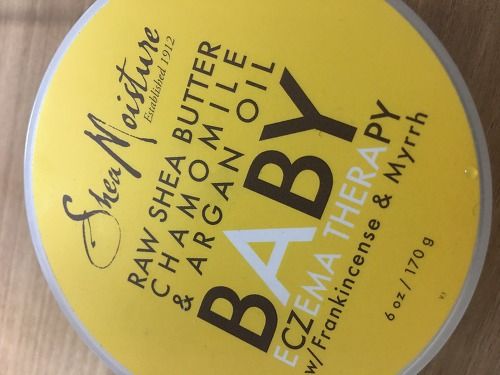 SheaMoisture
Established 1912
RAW SHEA BUTTER
CHAMOMILE
& ARGAN OIL
BABY
ECZEMA THERAPY
w/Frankincense & Myrrh
6 oz / 170 g